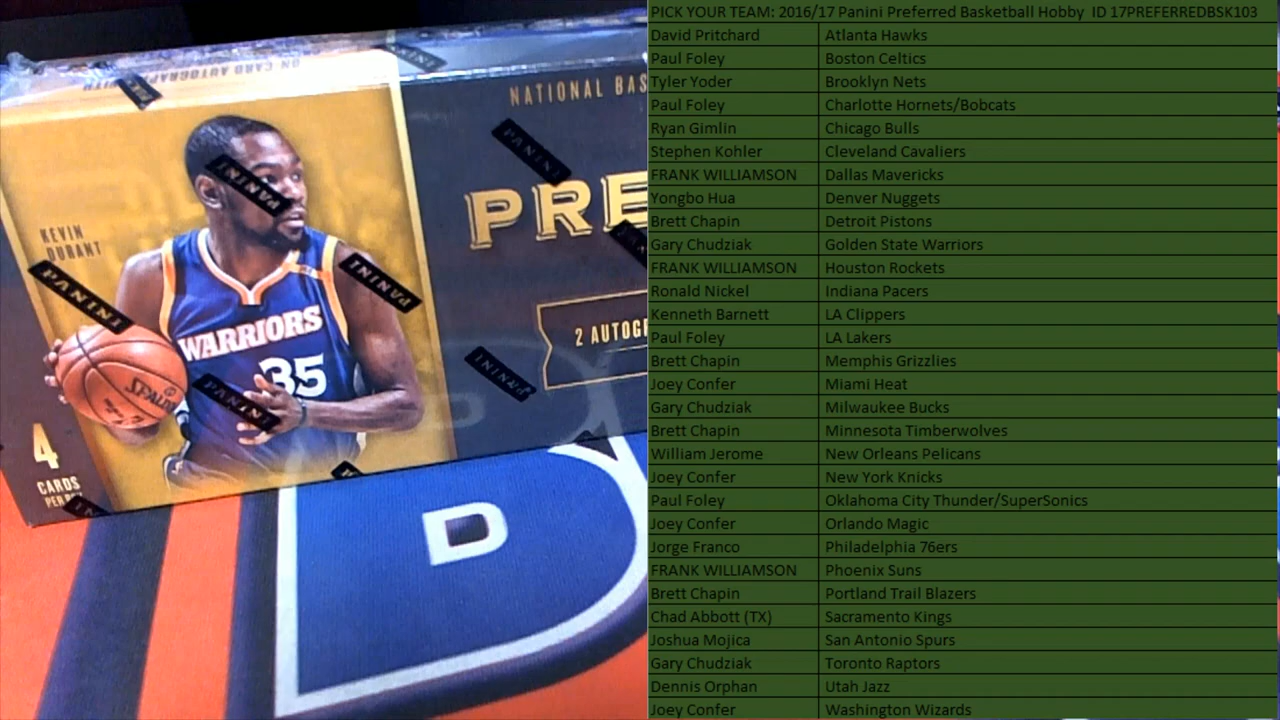 ON CARD AUTOGRAPH
NATIONAL BAS
PRE
2 AUTOG
KEVIN
DURANT
WARRIORS
35
SPALDING
4
CARDS
PER
PANINI
PANINI
PANINI
PANINI
PANINI
PANINI
D
PICK YOUR TEAM: 2016/17 Panini Preferred Basketball Hobby ID 17PREFERREDBSK103
David Pritchard Atlanta Hawks
Paul Foley Boston Celtics
Tyler Yoder Brooklyn Nets
Paul Foley Charlotte Hornets/Bobcats
Ryan Gimlin Chicago Bulls
Stephen Kohler Cleveland Cavaliers
FRANK WILLIAMSON Dallas Mavericks
Yongbo Hua Denver Nuggets
Brett Chapin Detroit Pistons
Gary Chudziak Golden State Warriors
FRANK WILLIAMSON Houston Rockets
Ronald Nickel Indiana Pacers
Kenneth Barnett LA Clippers
Paul Foley LA Lakers
Brett Chapin Memphis Grizzlies
Joey Confer Miami Heat
Gary Chudziak Milwaukee Bucks
Brett Chapin Minnesota Timberwolves
William Jerome New Orleans Pelicans
Joey Confer New York Knicks
Paul Foley Oklahoma City Thunder/SuperSonics
Joey Confer Orlando Magic
Jorge Franco Philadelphia 76ers
FRANK WILLIAMSON Phoenix Suns
Brett Chapin Portland Trail Blazers
Chad Abbott (TX) Sacramento Kings
Joshua Mojica San Antonio Spurs
Gary Chudziak Toronto Raptors
Dennis Orphan Utah Jazz
Joey Confer Washington Wizards